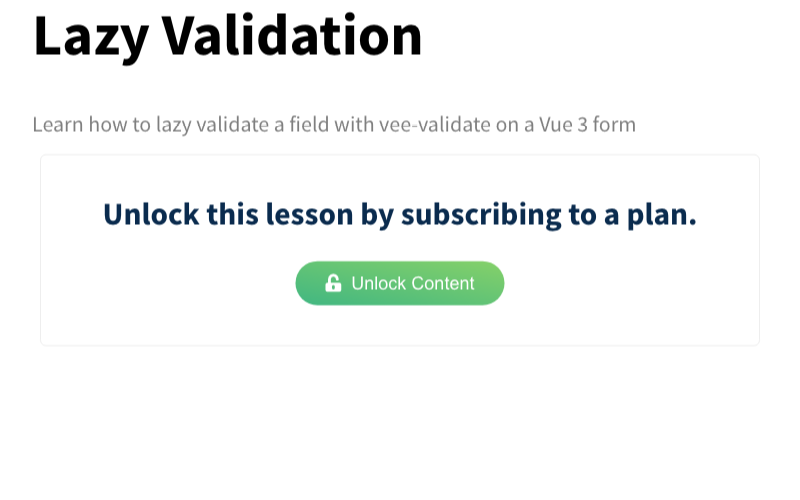 Lazy Validation
Learn how to lazy validate a field with vee-validate on a Vue 3 form
Unlock this lesson by subscribing to a plan.
Unlock Content